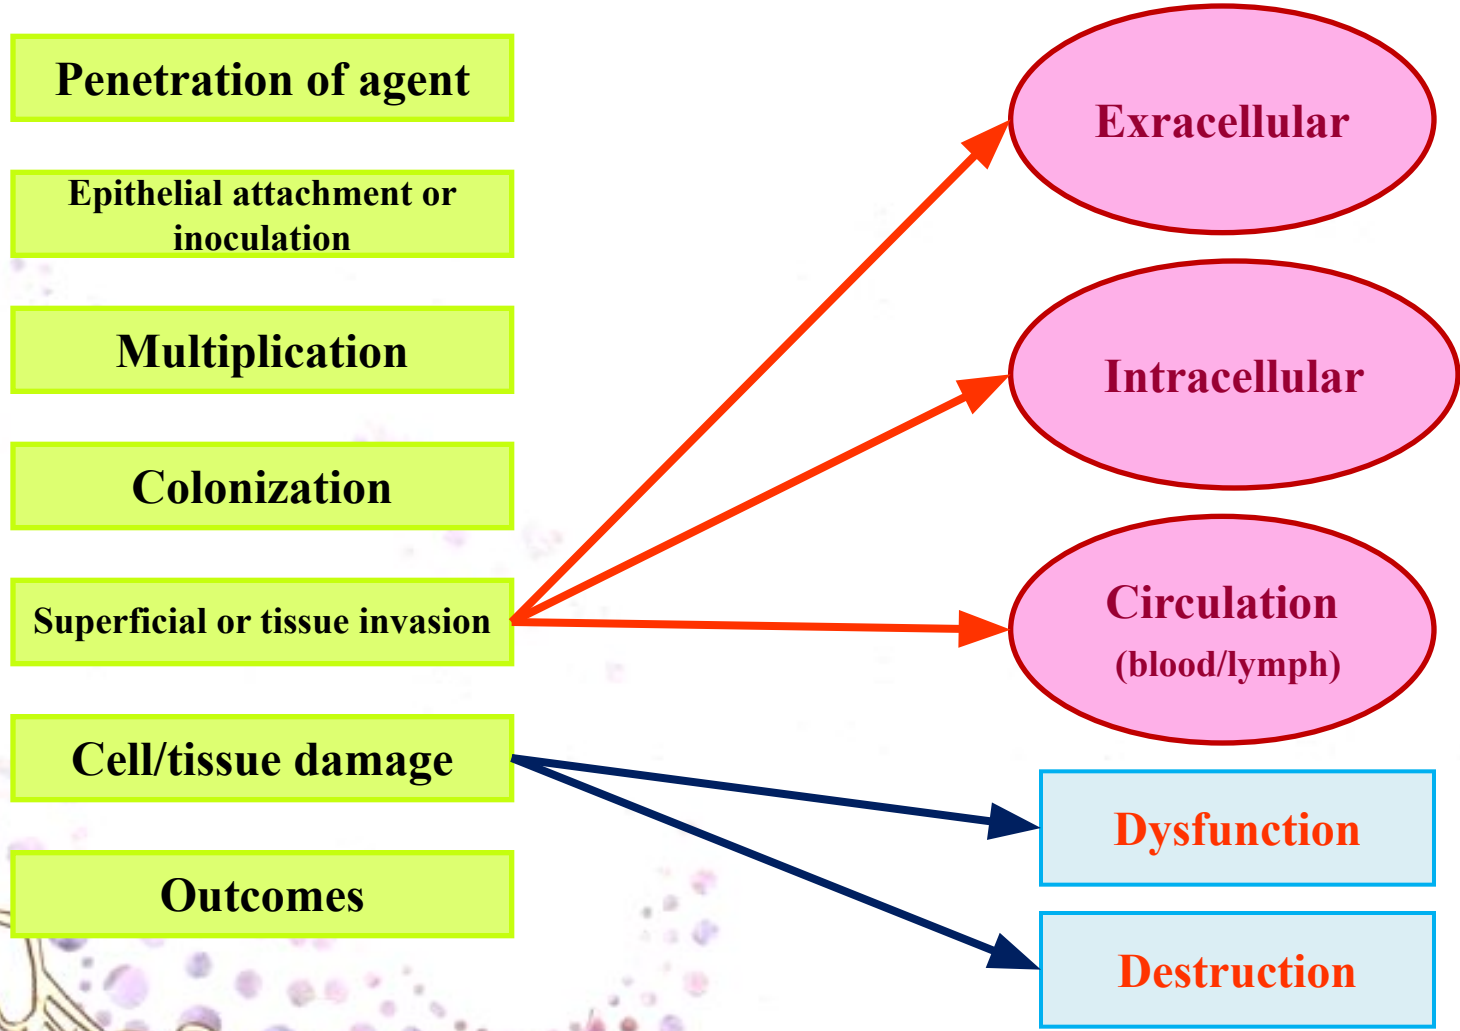 Penetration of agent
Epithelial attachment or
inoculation
Multiplication
Colonization
Superficial or tissue invasion
Cell/tissue damage
Outcomes
Exracellular
Intracellular
Circulation
(blood/lymph)
Dysfunction
Destruction